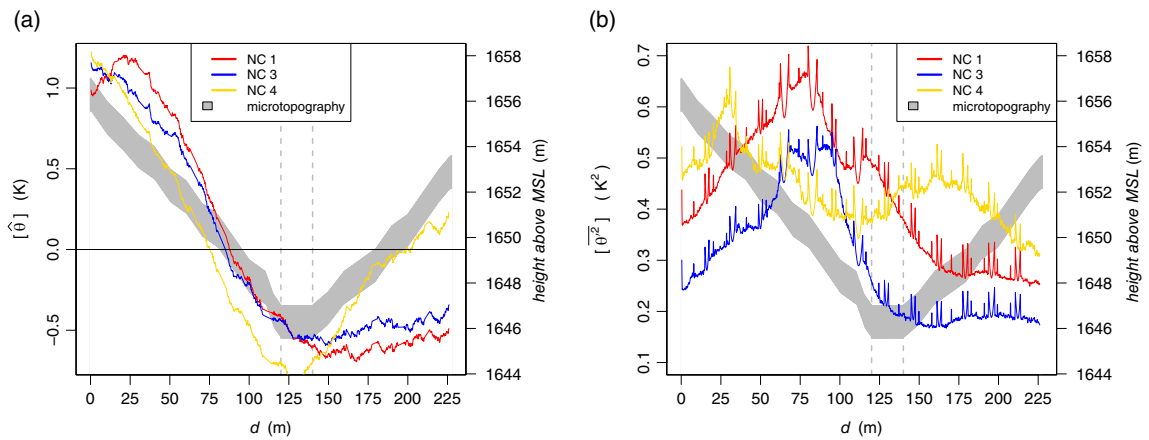 (a)
NC 1
NC 3
NC 4
microtopography
1.0
0.5
0.0
−0.5
[θ̂] (K)
1658
1656
1654
1652
1650
1648
1646
1644
height above MSL (m)
0 25 50 75 100 125 150 175 200 225
d (m)
(b)
NC 1
NC 3
NC 4
microtopography
0.7
0.6
0.5
0.4
0.3
0.2
0.1
[θ'²] (K²)
1658
1656
1654
1652
1650
1648
1646
1644
height above MSL (m)
0 25 50 75 100 125 150 175 200 225
d (m)